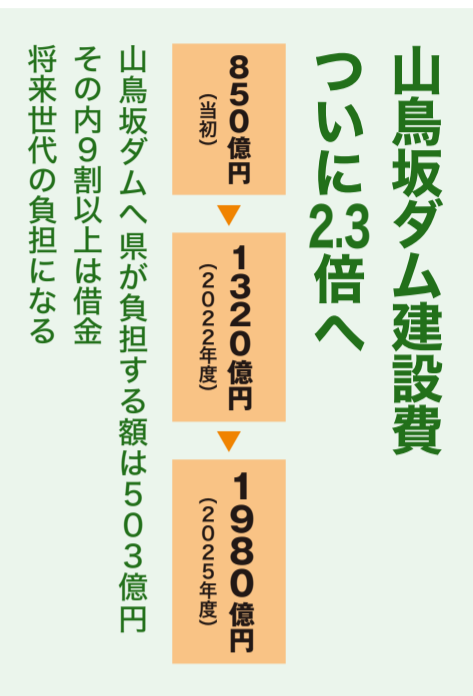 山鳥坂ダム建設費
ついに2.3倍へ
850億円
(当初)
1320億円
(2022年度)
1980億円
(2025年度)
山鳥坂ダムへ県が負担する額は503億円
その内9割以上は借金
将来世代の負担になる